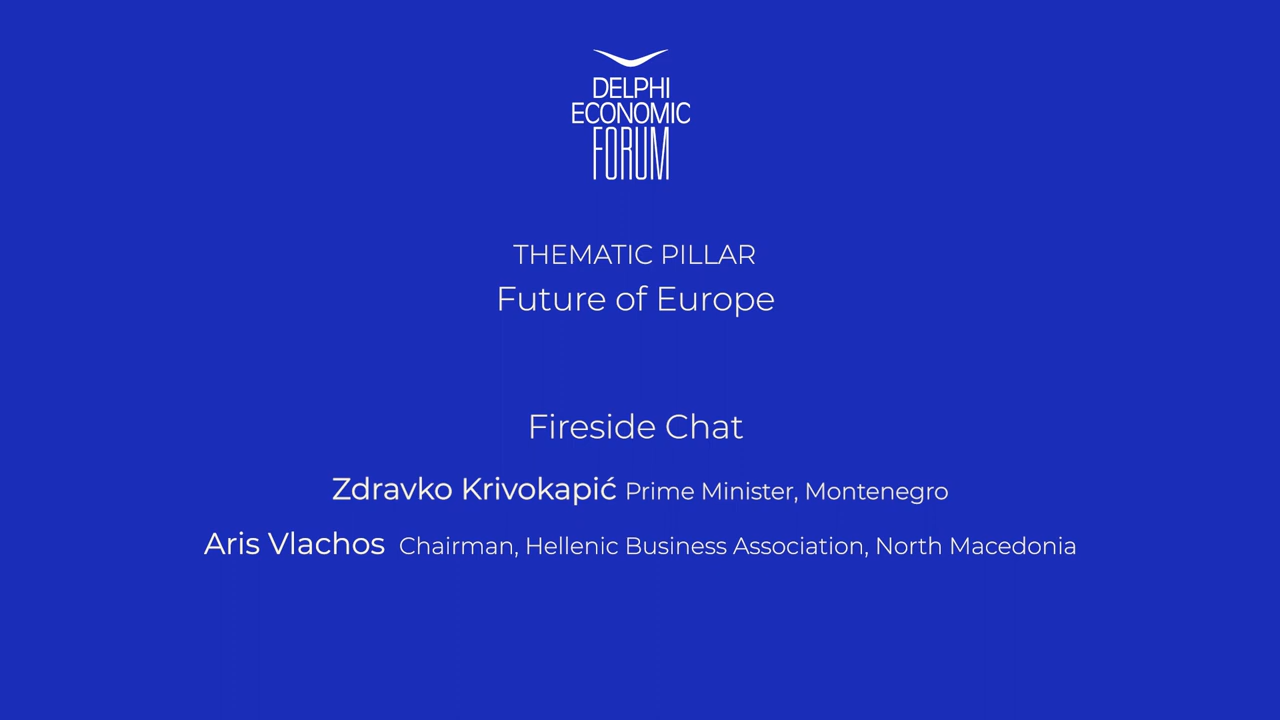 DELPHI
ECONOMIC
FORUM
THEMATIC PILLAR
Future of Europe
Fireside Chat
Zdravko Krivokapić Prime Minister, Montenegro
Aris Vlachos Chairman, Hellenic Business Association, North Macedonia